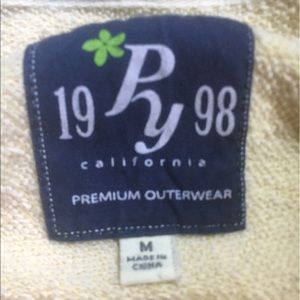 19 Py 98
california
PREMIUM OUTERWEAR
M
MADE IN
CHINA